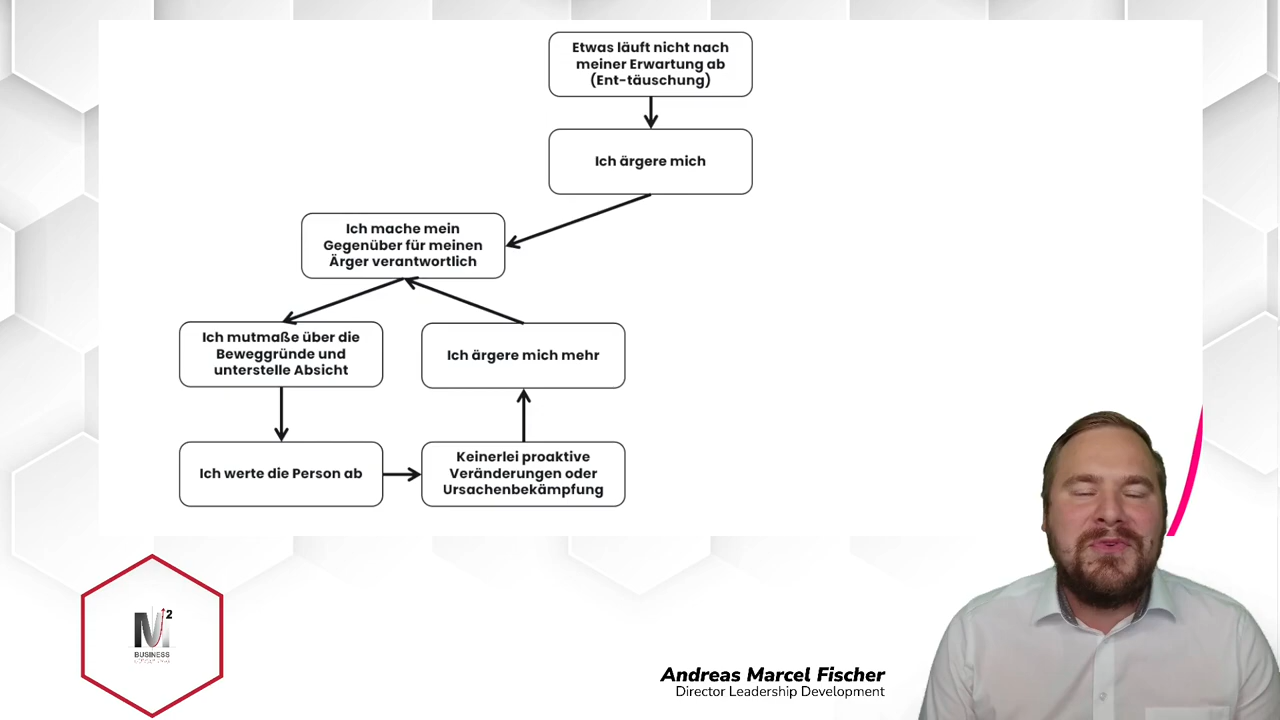 Etwas läuft nicht nach
meiner Erwartung ab
(Ent-täuschung)
Ich ärgere mich
Ich mache mein
Gegenüber für meinen
Ärger verantwortlich
Ich mutmaße über die
Beweggründe und
unterstelle Absicht
Ich ärgere mich mehr
Ich werte die Person ab
Keinerlei proaktive
Veränderungen oder
Ursachenbekämpfung
M2
BUSINESS
Andreas Marcel Fischer
Director Leadership Development